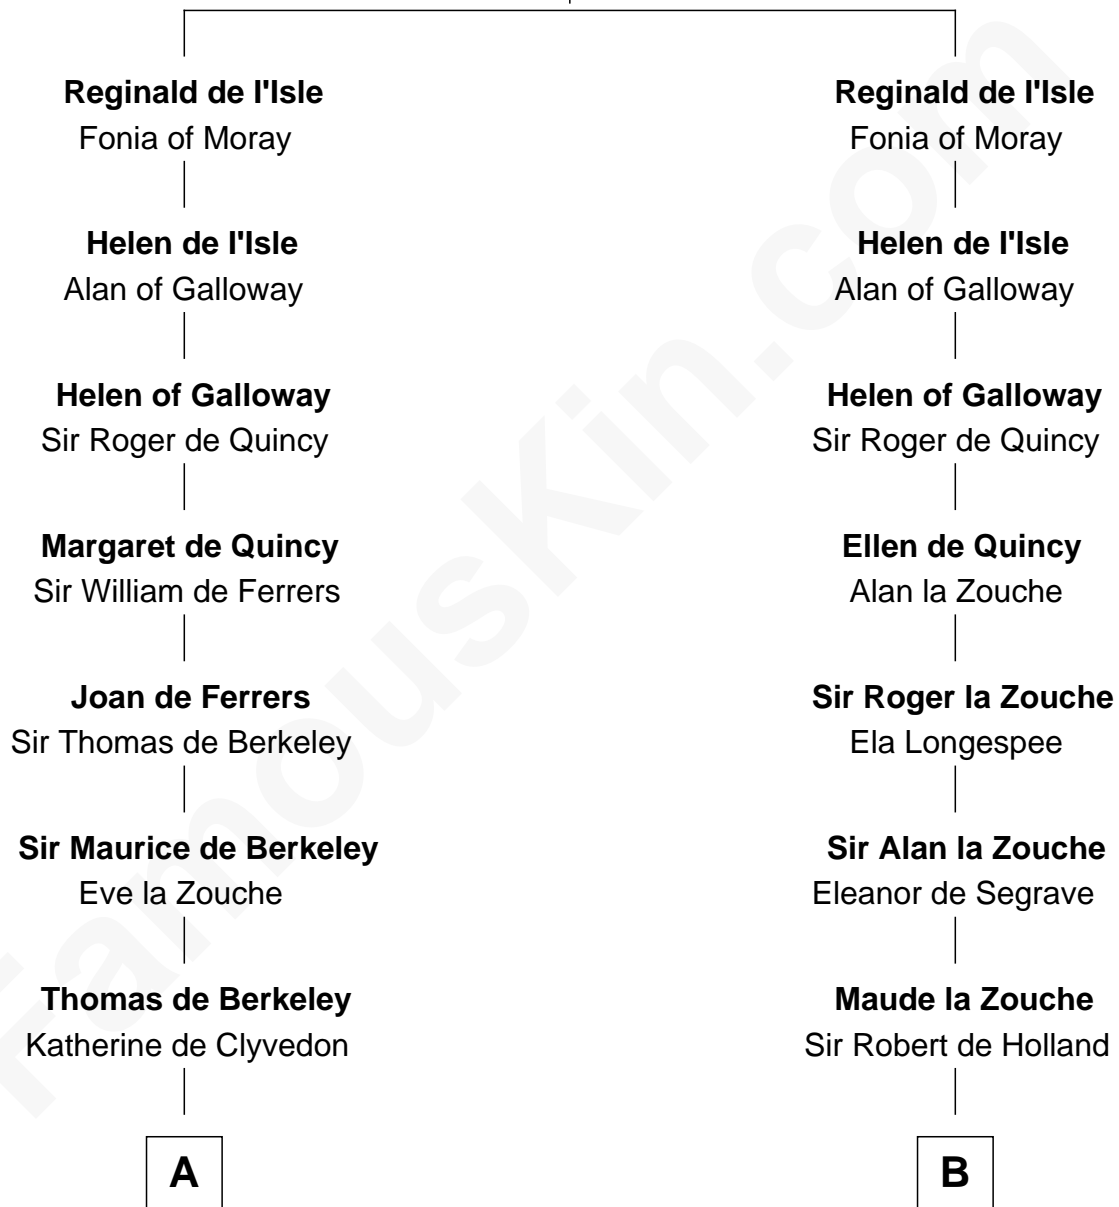 Reginald de l'Isle
Fonia of Moray
Helen de l'Isle
Alan of Galloway
Helen of Galloway
Sir Roger de Quincy
Margaret de Quincy
Sir William de Ferrers
Joan de Ferrers
Sir Thomas de Berkeley
Sir Maurice de Berkeley
Eve la Zouche
Thomas de Berkeley
Katherine de Clyvedon
A
Reginald de l'Isle
Fonia of Moray
Helen de l'Isle
Alan of Galloway
Helen of Galloway
Sir Roger de Quincy
Ellen de Quincy
Alan la Zouche
Sir Roger la Zouche
Ela Longespee
Sir Alan la Zouche
Eleanor de Segrave
Maude la Zouche
Sir Robert de Holland
B
FamousKin.com